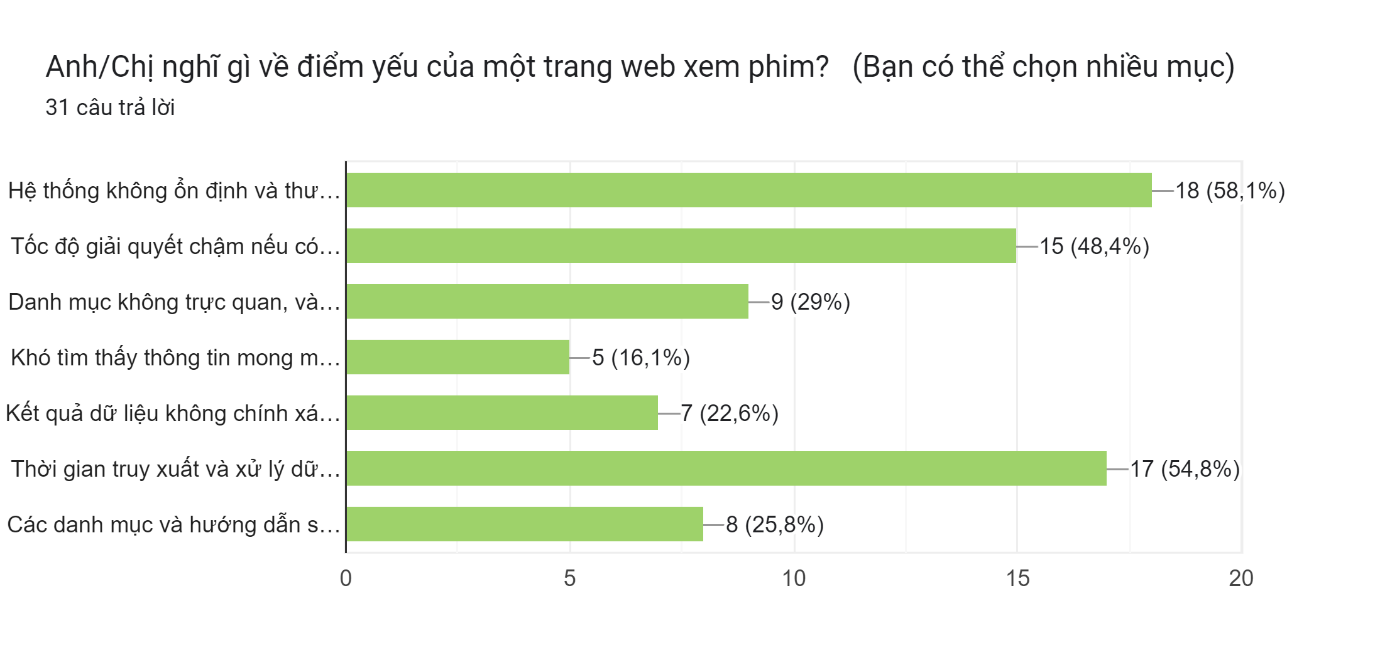 Anh/Chị nghĩ gì về điểm yếu của một trang web xem phim? (Bạn có thể chọn nhiều mục)
31 câu trả lời
Hệ thống không ổn định và thư…
18 (58,1%)
Tốc độ giải quyết chậm nếu có…
15 (48,4%)
Danh mục không trực quan, và…
9 (29%)
Khó tìm thấy thông tin mong m…
5 (16,1%)
Kết quả dữ liệu không chính xá…
7 (22,6%)
Thời gian truy xuất và xử lý dữ…
17 (54,8%)
Các danh mục và hướng dẫn s…
8 (25,8%)
0 5 10 15 20